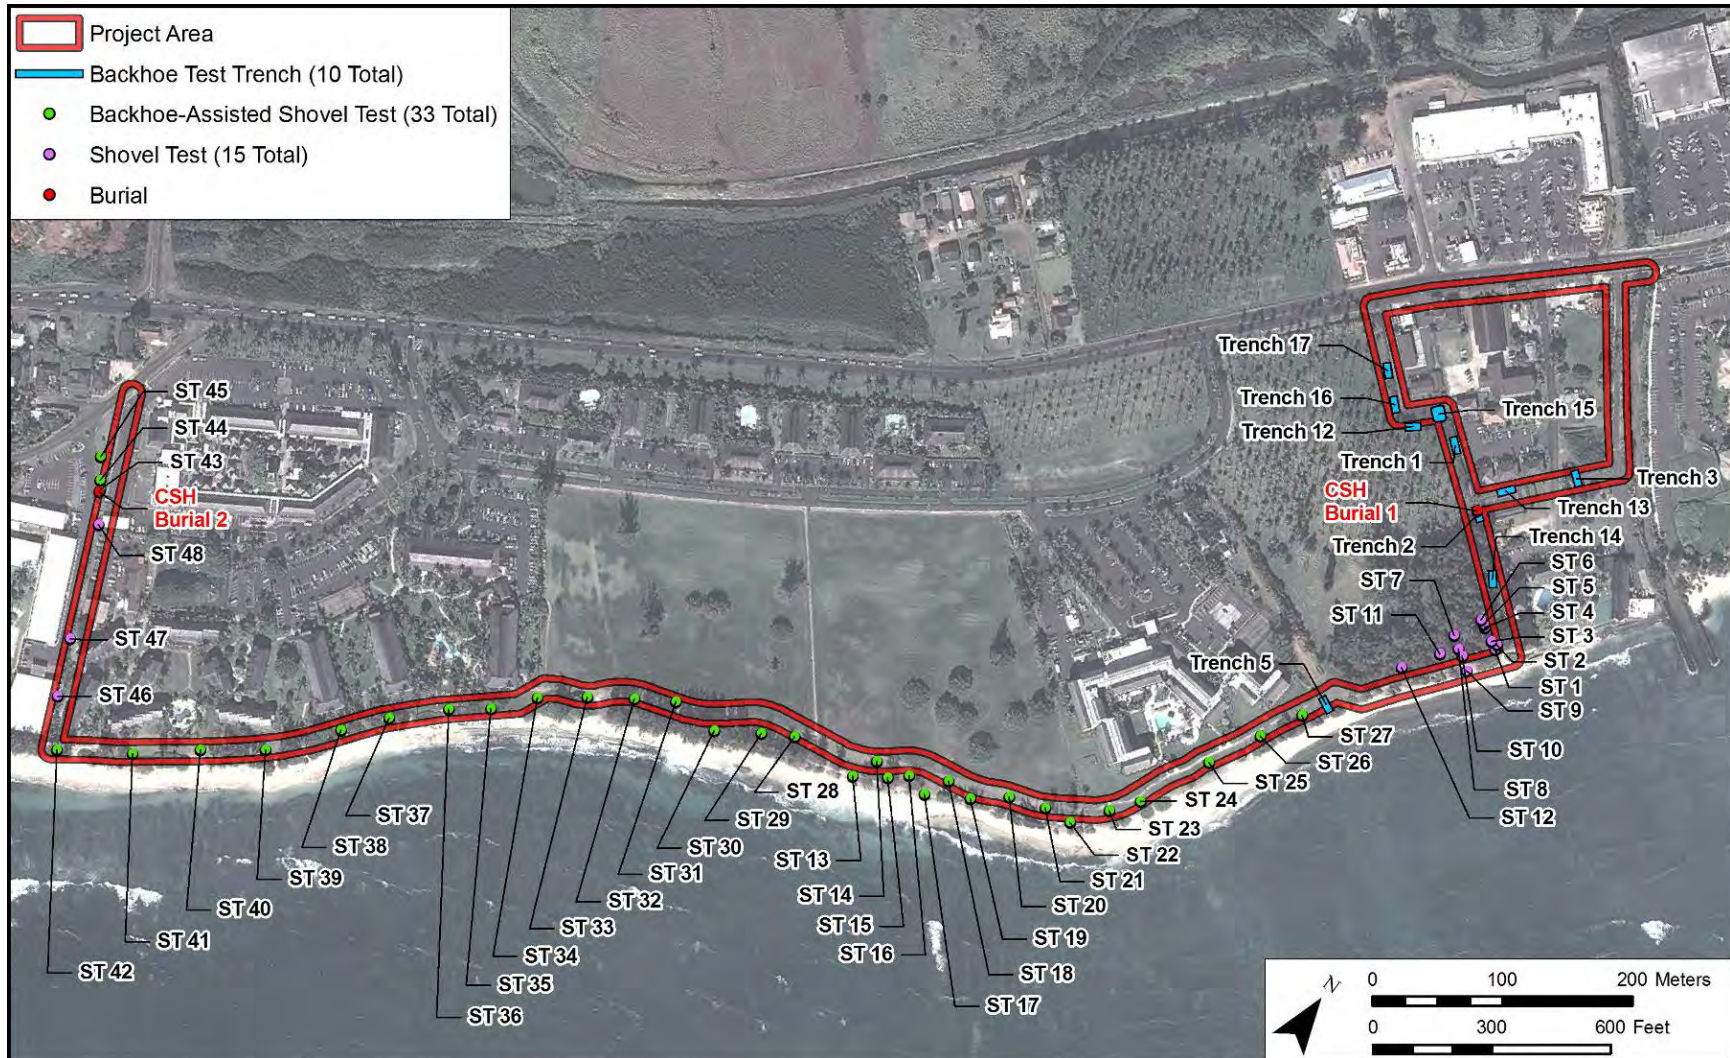 Project Area
Backhoe Test Trench (10 Total)
Backhoe-Assisted Shovel Test (33 Total)
Shovel Test (15 Total)
Burial
ST 45
ST 44
ST 43
CSH
Burial 2
ST 48
ST 47
ST 46
ST 42
ST 41
ST 40
ST 39
ST 38
ST 37
ST 36
ST 35
ST 34
ST 33
ST 32
ST 31
ST 30
ST 29
ST 28
ST 13
ST 14
ST 15
ST 16
ST 17
ST 18
ST 19
ST 20
ST 21
ST 22
ST 23
ST 24
ST 25
ST 26
ST 27
Trench 5
Trench 17
Trench 16
Trench 12
Trench 15
Trench 1
Trench 3
CSH
Burial 1
Trench 13
Trench 2
Trench 14
ST 6
ST 7
ST 5
ST 4
ST 11
ST 3
ST 2
ST 1
ST 9
ST 10
ST 8
ST 12
N
0 100 200 Meters
0 300 600 Feet